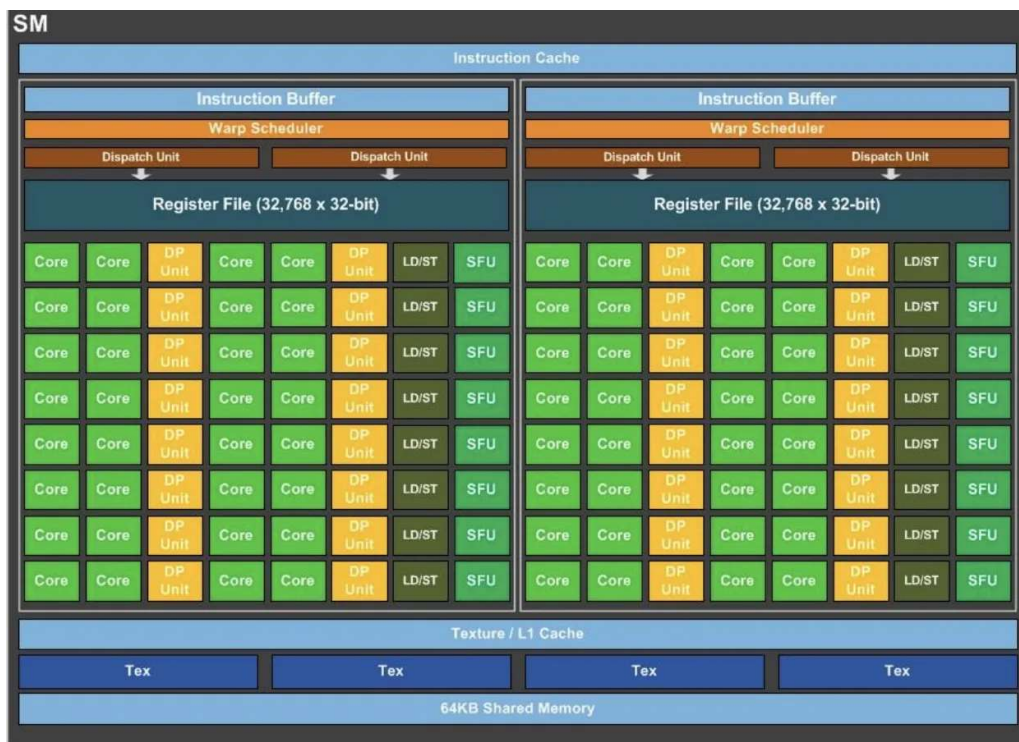 SM
Instruction Cache
Instruction Buffer Instruction Buffer
Warp Scheduler Warp Scheduler
Dispatch Unit Dispatch Unit Dispatch Unit Dispatch Unit
Register File (32,768 x 32-bit) Register File (32,768 x 32-bit)
Core Core DP Unit Core Core DP Unit LD/ST SFU Core Core DP Unit Core Core DP Unit LD/ST SFU
Core Core DP Unit Core Core DP Unit LD/ST SFU Core Core DP Unit Core Core DP Unit LD/ST SFU
Core Core DP Unit Core Core DP Unit LD/ST SFU Core Core DP Unit Core Core DP Unit LD/ST SFU
Core Core DP Unit Core Core DP Unit LD/ST SFU Core Core DP Unit Core Core DP Unit LD/ST SFU
Core Core DP Unit Core Core DP Unit LD/ST SFU Core Core DP Unit Core Core DP Unit LD/ST SFU
Core Core DP Unit Core Core DP Unit LD/ST SFU Core Core DP Unit Core Core DP Unit LD/ST SFU
Core Core DP Unit Core Core DP Unit LD/ST SFU Core Core DP Unit Core Core DP Unit LD/ST SFU
Core Core DP Unit Core Core DP Unit LD/ST SFU Core Core DP Unit Core Core DP Unit LD/ST SFU
Texture / L1 Cache
Tex Tex Tex Tex
64KB Shared Memory